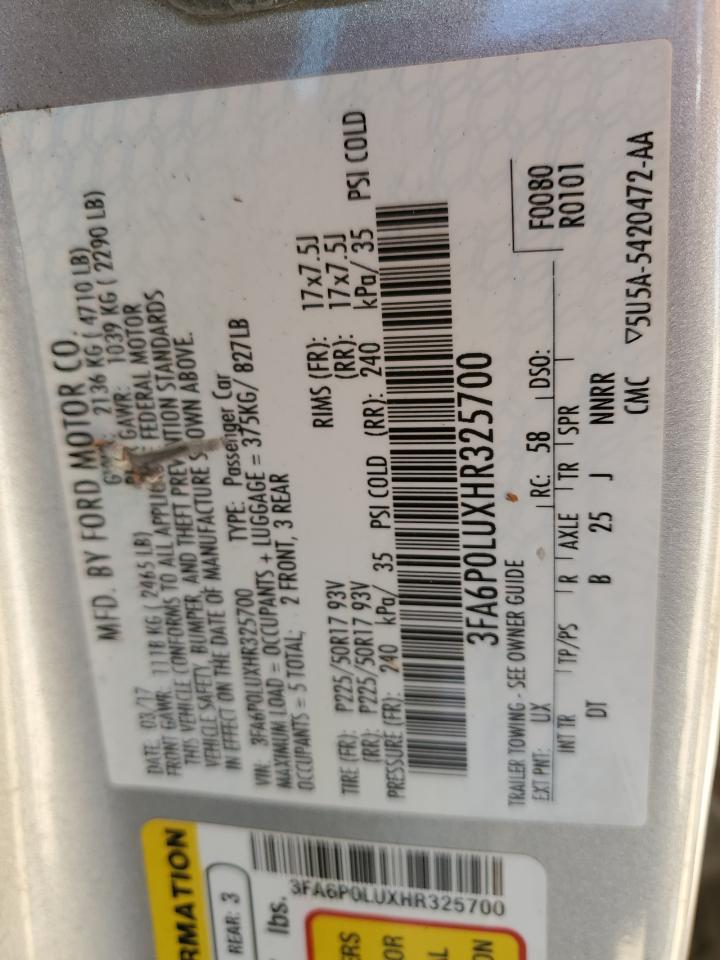 MFD. BY FORD MOTOR CO.
DATE: 03/17 2136 KG ( 4710 LB)
FRONT GAWR: 1118 KG ( 2465 LB) GAWR: 1039 KG ( 2290 LB)
THIS VEHICLE CONFORMS TO ALL FEDERAL MOTOR
VEHICLE SAFETY, BUMPER, AND THEFT STANDARDS
IN EFFECT ON THE DATE OF MANUFACTURE ABOVE.
VIN: 3FA6P0LUXHR325700 TYPE: Passenger Car
MAXIMUM LOAD = OCCUPANTS + LUGGAGE = 375KG/ 827LB
OCCUPANTS = 5 TOTAL; 2 FRONT, 3 REAR
TIRE (FR): P225/50R17 93V RIMS (FR): 17x7.5J
(RR): P225/50R17 93V (RR): 17x7.5J
PRESSURE (FR): 240 kPa/ 35 PSI COLD (RR): 240 kPa/ 35 PSI COLD
3FA6P0LUXHR325700
TRAILER TOWING - SEE OWNER GUIDE
EXT PNT: UX RC: 58 DSO: F0080
R0101
INT TR TP/PS R AXLE TR SPR
DT B 25 J NNRR
CMC ▽5U5A-5420472-AA
RMATION
REAR: 3
lbs.
3FA6P0LUXHR325700
ERS
OR
AL
ON